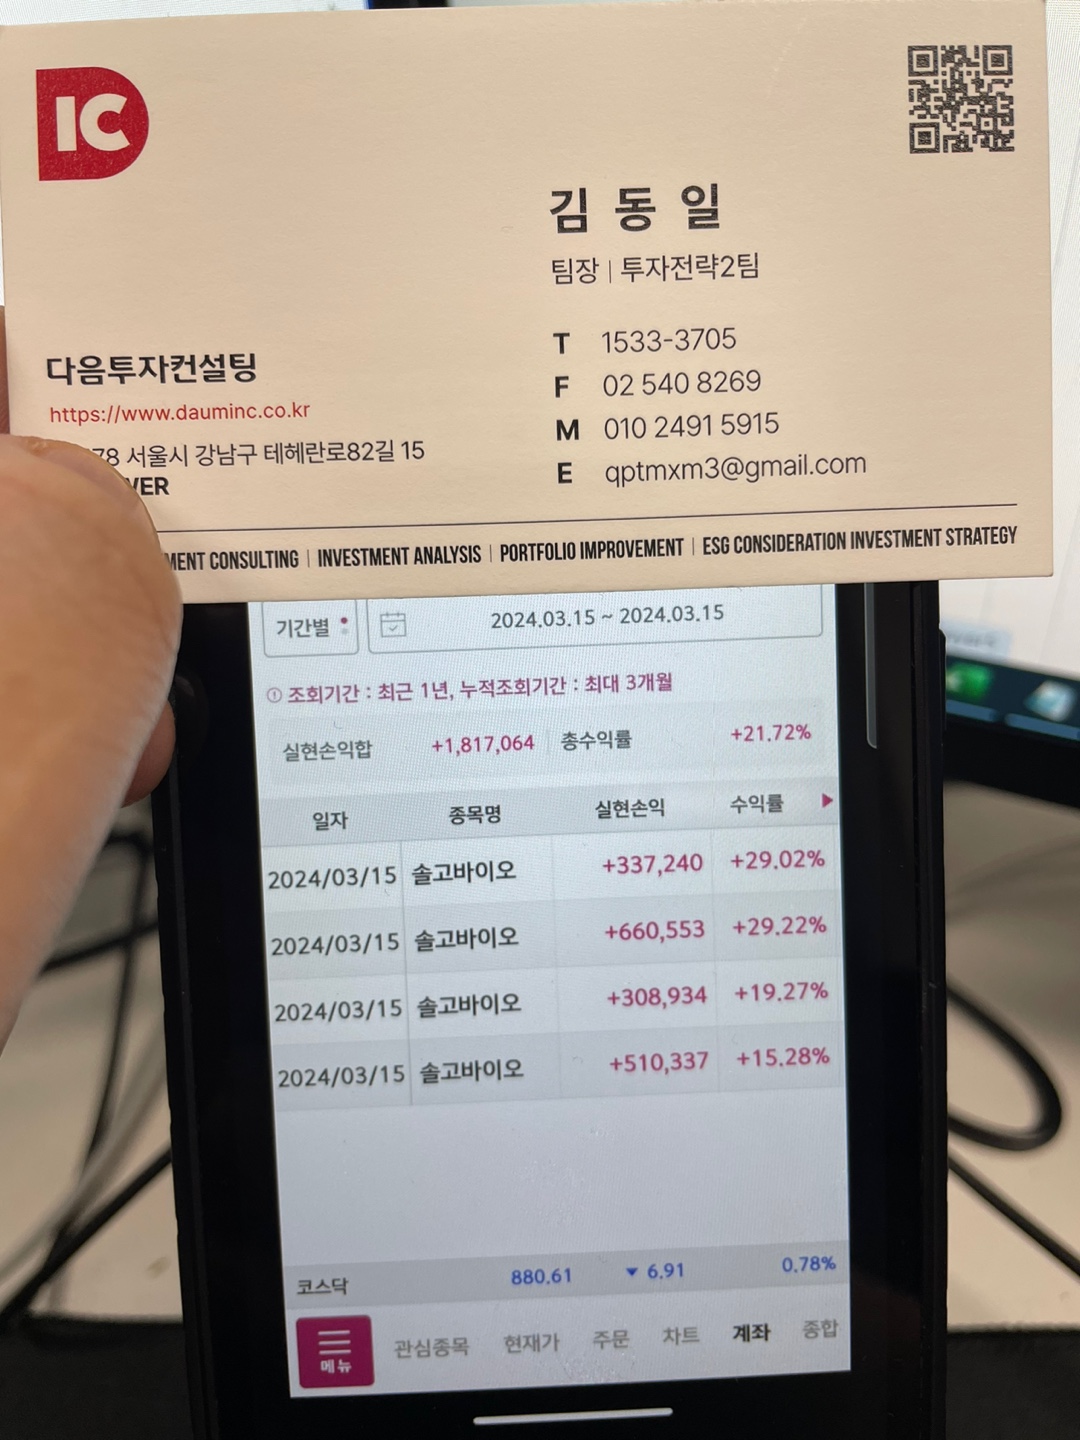 IC
김동일
팀장 | 투자전략2팀
T 1533-3705
F 02 540 8269
M 010 2491 5915
E qptmxm3@gmail.com
다음투자컨설팅
https://www.dauminc.co.kr
78 서울시 강남구 테헤란로82길 15
CONSULTING | INVESTMENT ANALYSIS | PORTFOLIO IMPROVEMENT | ESG CONSIDERATION INVESTMENT STRATEGY
기간별 2024.03.15 ~ 2024.03.15
조회기간 : 최근 1년, 누적조회기간 : 최대 3개월
실현손익합 +1,817,064 총수익률 +21.72%
일자 종목명 실현손익 수익률
2024/03/15 솔고바이오 +337,240 +29.02%
2024/03/15 솔고바이오 +660,553 +29.22%
2024/03/15 솔고바이오 +308,934 +19.27%
2024/03/15 솔고바이오 +510,337 +15.28%
코스닥 880.61 ▼ 6.91 0.78%
메뉴 관심종목 현재가 주문 차트 계좌 종합